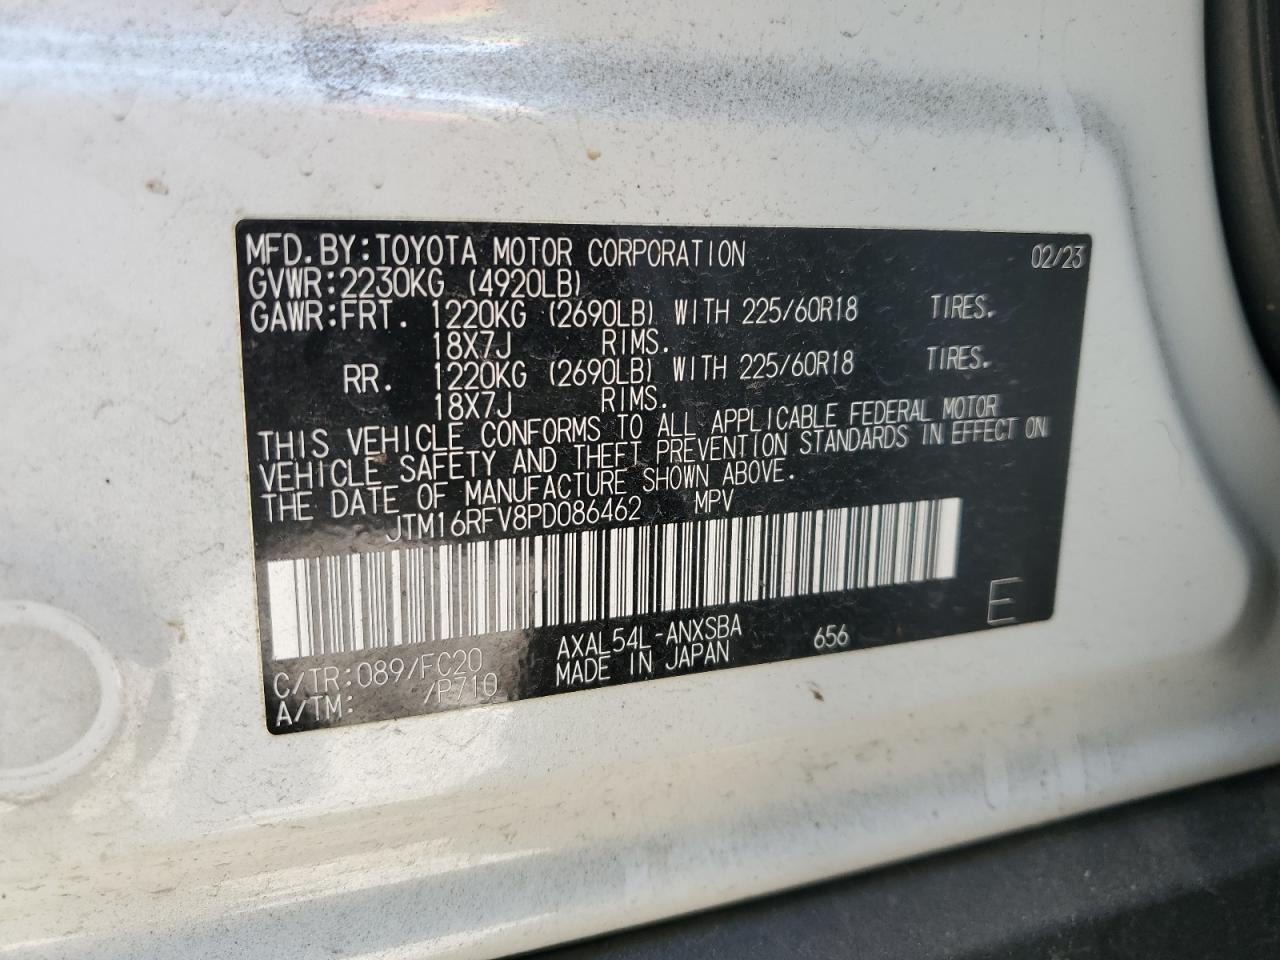 MFD.BY:TOYOTA MOTOR CORPORATION 02/23
GVWR:2230KG (4920LB)
GAWR:FRT. 1220KG (2690LB) WITH 225/60R18 TIRES.
18X7J RIMS.
RR. 1220KG (2690LB) WITH 225/60R18 TIRES.
18X7J RIMS.
THIS VEHICLE CONFORMS TO ALL APPLICABLE FEDERAL MOTOR
VEHICLE SAFETY AND THEFT PREVENTION STANDARDS IN EFFECT ON
THE DATE OF MANUFACTURE SHOWN ABOVE.
JTM16RFV8PD086462 MPV
C/TR:089/FC20 AXAL54L-ANXSBA 656 E
A/TM: /P710 MADE IN JAPAN